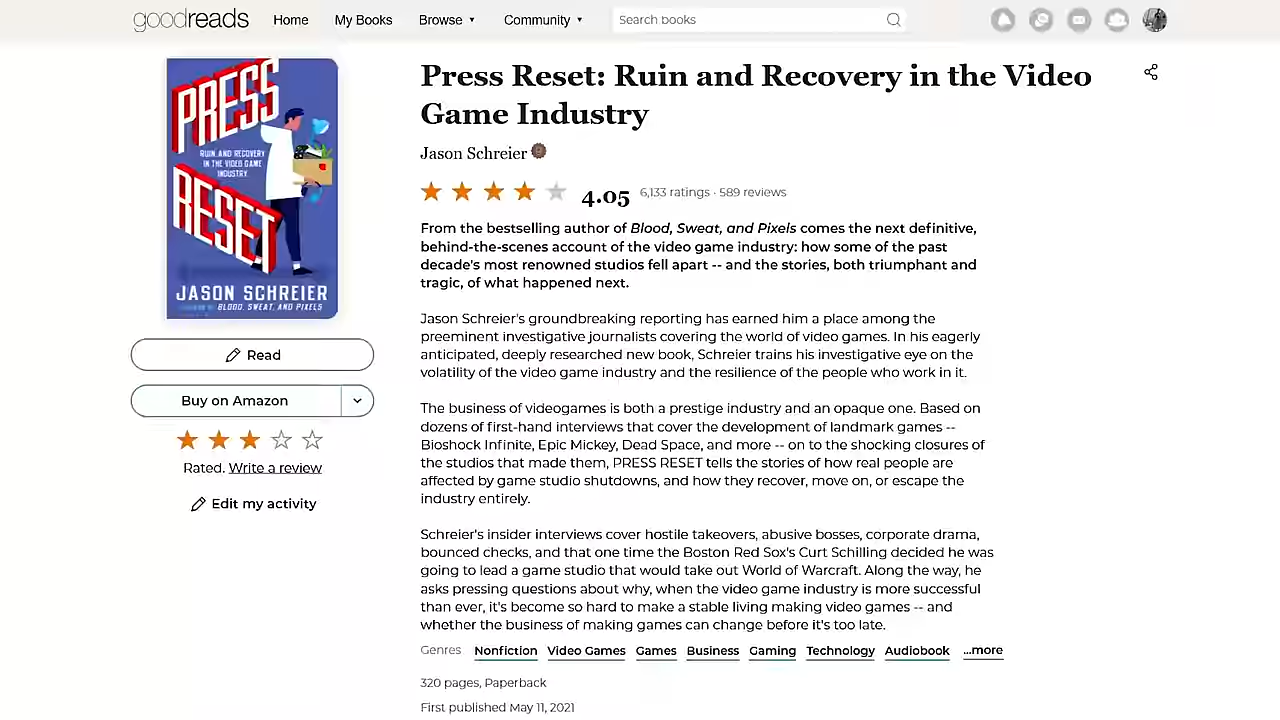 goodreads Home My Books Browse ▼ Community ▼ Search books
PRESS
RUIN AND RECOVERY
IN THE VIDEO GAME
INDUSTRY
RESET
JASON SCHREIER
BLOOD, SWEAT, AND PIXELS
Read
Buy on Amazon
Rated. Write a review
Edit my activity
Press Reset: Ruin and Recovery in the Video
Game Industry
Jason Schreier
4.05 6,133 ratings · 589 reviews
From the bestselling author of Blood, Sweat, and Pixels comes the next definitive,
behind-the-scenes account of the video game industry: how some of the past
decade's most renowned studios fell apart -- and the stories, both triumphant and
tragic, of what happened next.
Jason Schreier's groundbreaking reporting has earned him a place among the
preeminent investigative journalists covering the world of video games. In his eagerly
anticipated, deeply researched new book, Schreier trains his investigative eye on the
volatility of the video game industry and the resilience of the people who work in it.
The business of videogames is both a prestige industry and an opaque one. Based on
dozens of first-hand interviews that cover the development of landmark games --
Bioshock Infinite, Epic Mickey, Dead Space, and more -- on to the shocking closures of
the studios that made them, PRESS RESET tells the stories of how real people are
affected by game studio shutdowns, and how they recover, move on, or escape the
industry entirely.
Schreier's insider interviews cover hostile takeovers, abusive bosses, corporate drama,
bounced checks, and that one time the Boston Red Sox's Curt Schilling decided he was
going to lead a game studio that would take out World of Warcraft. Along the way, he
asks pressing questions about why, when the video game industry is more successful
than ever, it's become so hard to make a stable living making video games -- and
whether the business of making games can change before it's too late.
Genres Nonfiction Video Games Games Business Gaming Technology Audiobook ...more
320 pages, Paperback
First published May 11, 2021